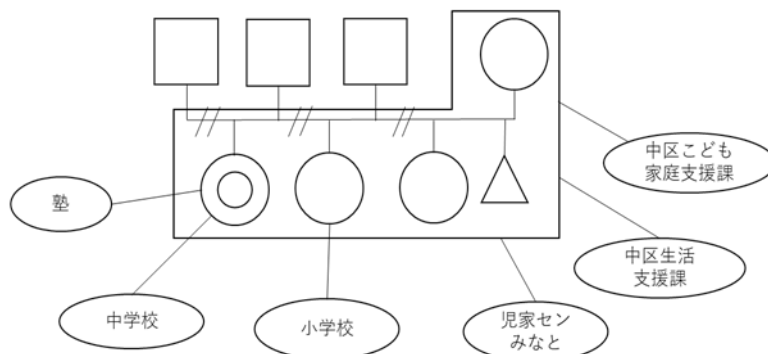 中区こども
家庭支援課
塾
中区生活
支援課
中学校
小学校
児家セン
みなと